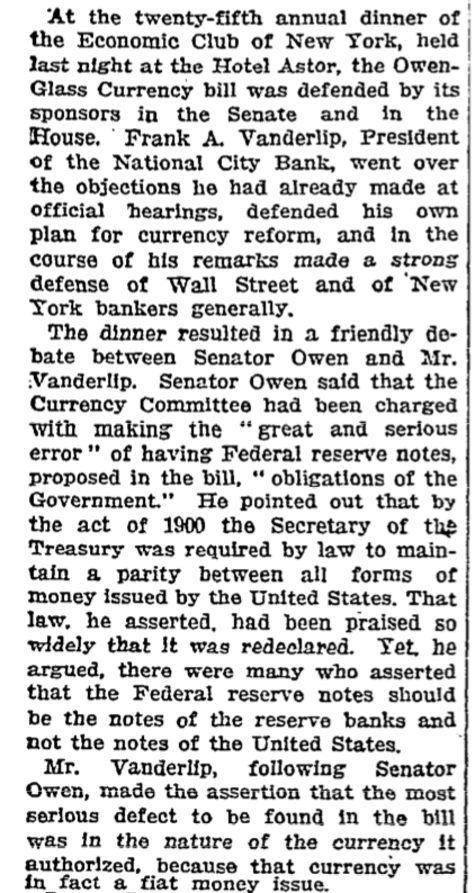 At the twenty-fifth annual dinner of
the Economic Club of New York, held
last night at the Hotel Astor, the Owen-
Glass Currency bill was defended by its
sponsors in the Senate and in the
House. Frank A. Vanderlip, President
of the National City Bank, went over
the objections he had already made at
official hearings, defended his own
plan for currency reform, and in the
course of his remarks made a strong
defense of Wall Street and of New
York bankers generally.
The dinner resulted in a friendly de-
bate between Senator Owen and Mr.
Vanderlip. Senator Owen said that the
Currency Committee had been charged
with making the "great and serious
error" of having Federal reserve notes,
proposed in the bill, "obligations of the
Government." He pointed out that by
the act of 1900 the Secretary of the
Treasury was required by law to main-
tain a parity between all forms of
money issued by the United States. That
law, he asserted, had been praised so
widely that it was redeclared. Yet, he
argued, there were many who asserted
that the Federal reserve notes should
be the notes of the reserve banks and
not the notes of the United States.
Mr. Vanderlip, following Senator
Owen, made the assertion that the most
serious defect to be found in the bill
was in the nature of the currency it
authorized, because that currency was
in fact a fiat money issue.